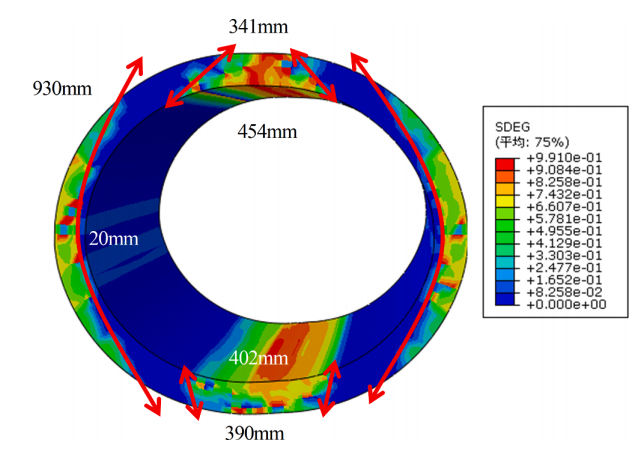 341mm
930mm
454mm
20mm
402mm
390mm
SDEG
(平均: 75%)
+9.910e-01
+9.084e-01
+8.258e-01
+7.432e-01
+6.607e-01
+5.781e-01
+4.955e-01
+4.129e-01
+3.303e-01
+2.477e-01
+1.652e-01
+8.258e-02
+0.000e+00